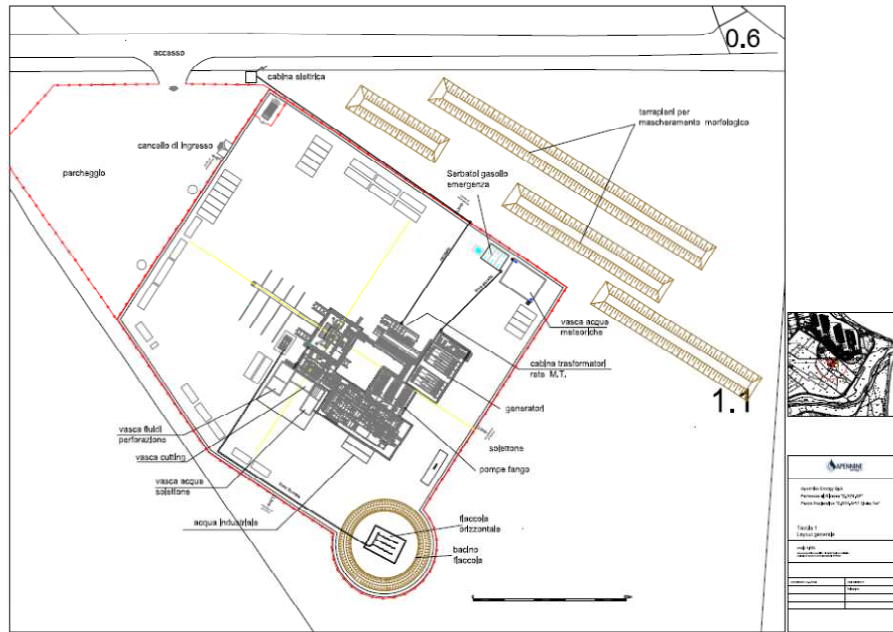 0.6
accesso
cabina elettrica
terrapieni per
mascheramento morfologico
cancello di ingresso
parcheggio
Serbatoi gasolio
emergenza
vasca acque
meteoriche
cabina trasformatori
rete M.T.
1.1
generatori
vasca fluidi
perforazione
solettone
vasca cutting
pompe fango
vasca acqua
solettone
acqua industriale
fiaccola
orizzontale
bacino
fiaccola
APENNINE
Apennine Energy SpA
Tavola 1
Layout generale